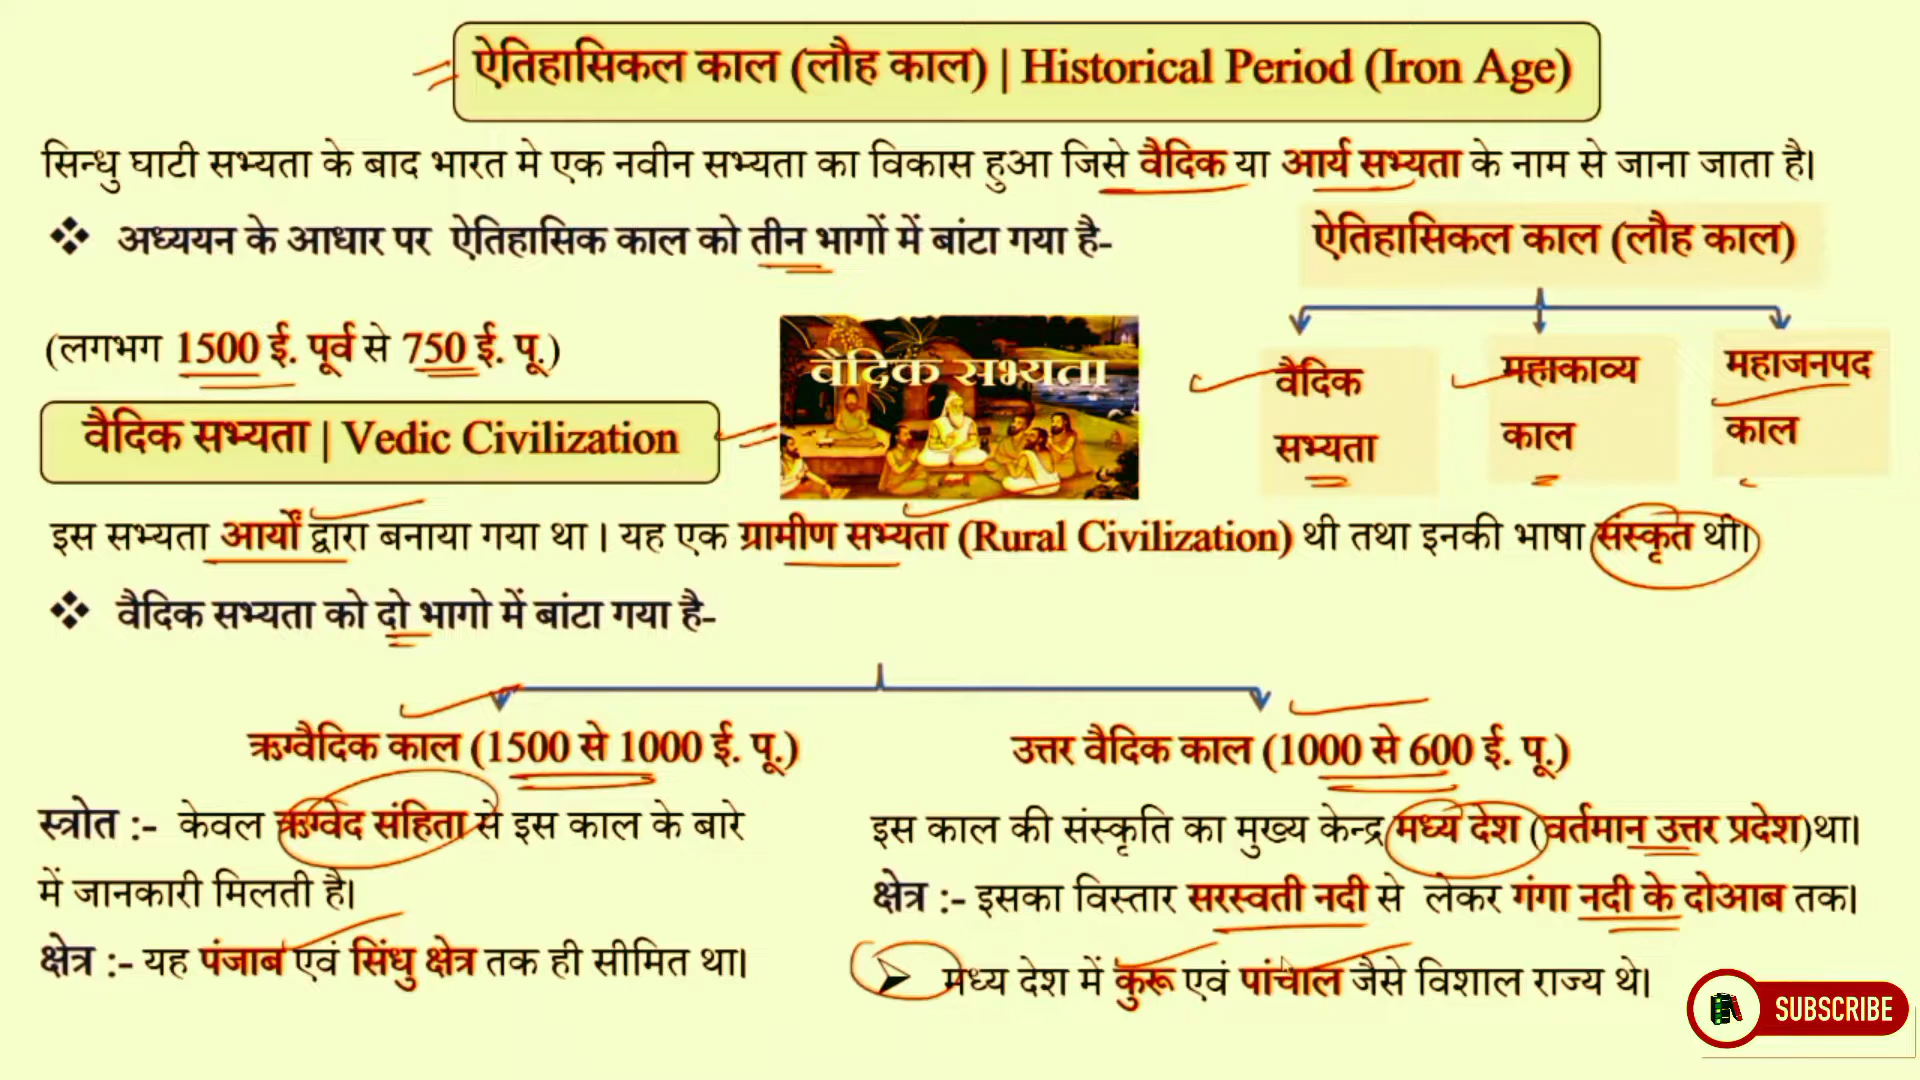 ऐतिहासिकल काल (लौह काल) | Historical Period (Iron Age)
सिन्धु घाटी सभ्यता के बाद भारत मे एक नवीन सभ्यता का विकास हुआ जिसे वैदिक या आर्य सभ्यता के नाम से जाना जाता है।
❖ अध्ययन के आधार पर ऐतिहासिक काल को तीन भागों में बांटा गया है-
ऐतिहासिकल काल (लौह काल)
(लगभग 1500 ई. पूर्व से 750 ई. पू.)
वैदिक सभ्यता
वैदिक
सभ्यता
महाकाव्य
काल
महाजनपद
काल
वैदिक सभ्यता | Vedic Civilization
इस सभ्यता आर्यों द्वारा बनाया गया था । यह एक ग्रामीण सभ्यता (Rural Civilization) थी तथा इनकी भाषा संस्कृत थी।
❖ वैदिक सभ्यता को दो भागो में बांटा गया है-
ऋग्वैदिक काल (1500 से 1000 ई. पू.)
स्त्रोत :- केवल ऋग्वेद संहिता से इस काल के बारे
में जानकारी मिलती है।
क्षेत्र :- यह पंजाब एवं सिंधु क्षेत्र तक ही सीमित था।
उत्तर वैदिक काल (1000 से 600 ई. पू.)
इस काल की संस्कृति का मुख्य केन्द्र मध्य देश (वर्तमान उत्तर प्रदेश)था।
क्षेत्र :- इसका विस्तार सरस्वती नदी से लेकर गंगा नदी के दोआब तक।
➤ मध्य देश में कुरू एवं पांचाल जैसे विशाल राज्य थे।
SUBSCRIBE